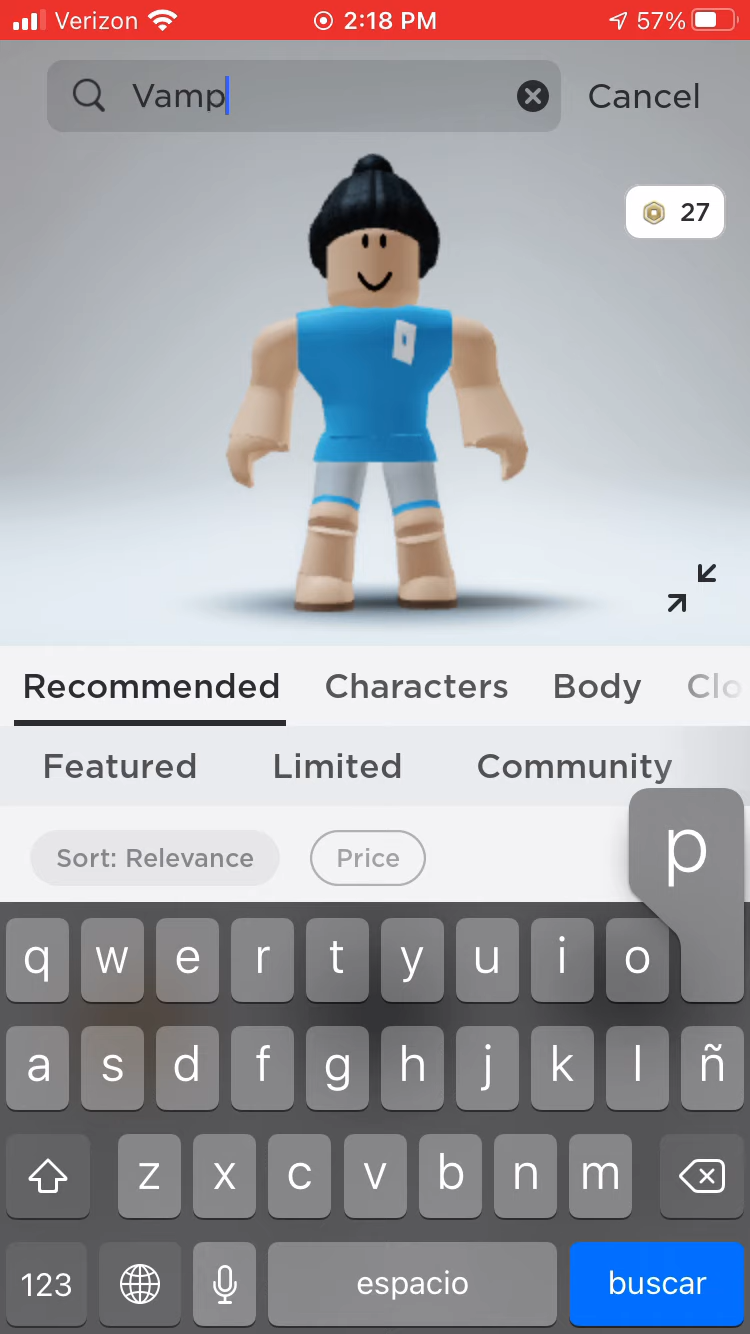 Verizon 2:18 PM 57%
Vamp Cancel
27
Recommended Characters Body Clo
Featured Limited Community
Sort: Relevance Price
p
q w e r t y u i o
a s d f g h j k l ñ
z x c v b n m
123 espacio buscar